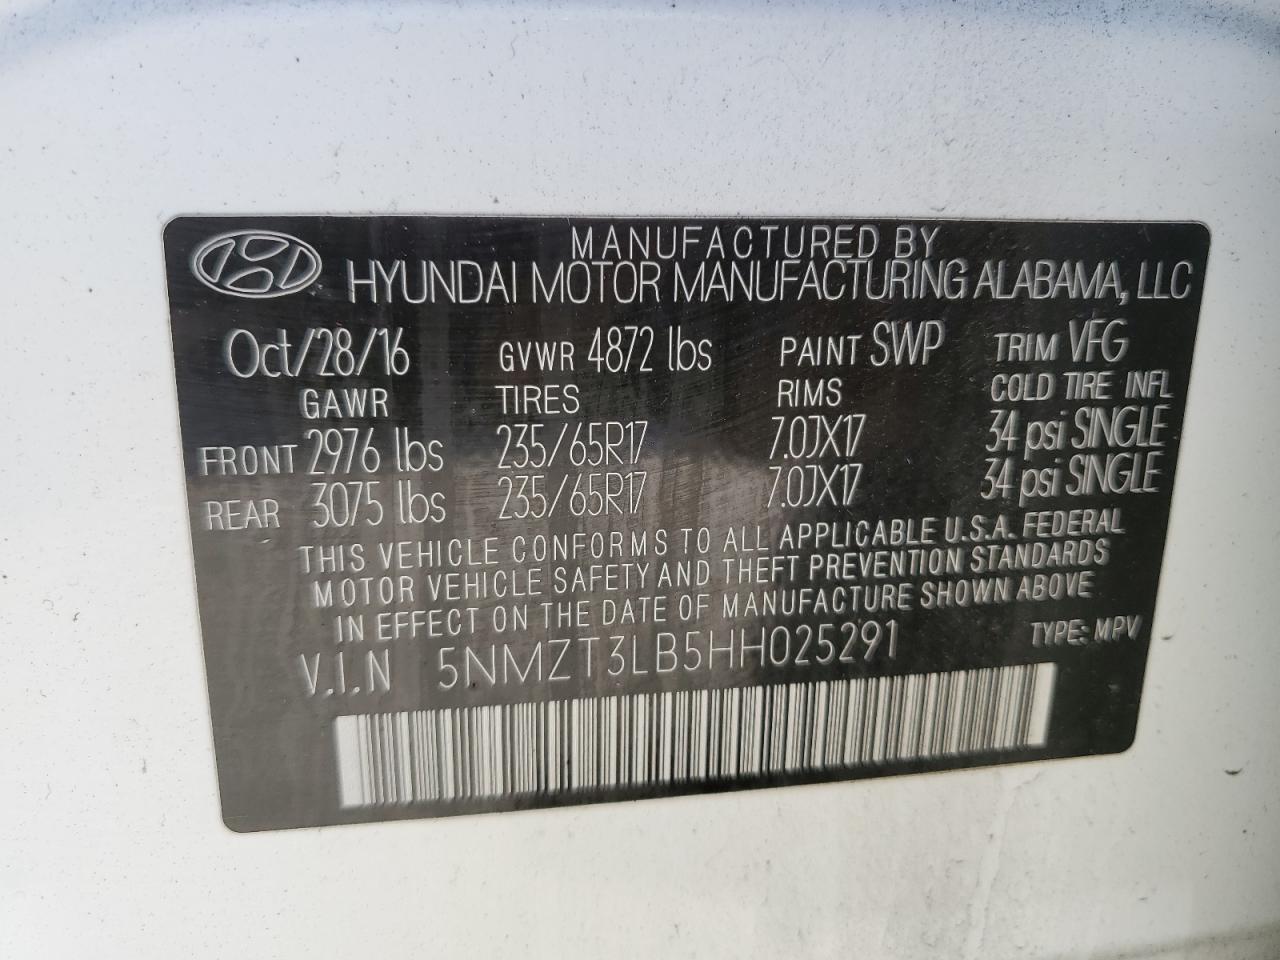 MANUFACTURED BY
HYUNDAI MOTOR MANUFACTURING ALABAMA, LLC
Oct/28/16 GVWR 4872 lbs PAINT SWP TRIM VFG
GAWR TIRES RIMS COLD TIRE INFL
FRONT 2976 lbs 235/65R17 7.0JX17 34 psi SINGLE
REAR 3075 lbs 235/65R17 7.0JX17 34 psi SINGLE
THIS VEHICLE CONFORMS TO ALL APPLICABLE U.S.A. FEDERAL
MOTOR VEHICLE SAFETY AND THEFT PREVENTION STANDARDS
IN EFFECT ON THE DATE OF MANUFACTURE SHOWN ABOVE
V.I.N 5NMZT3LB5HH025291 TYPE: MPV